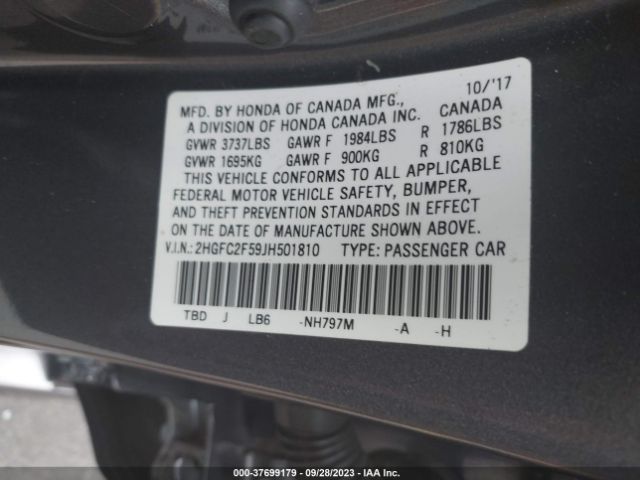 10/'17
MFD. BY HONDA OF CANADA MFG., CANADA
A DIVISION OF HONDA CANADA INC.
GVWR 3737LBS GAWR F 1984LBS R 1786LBS
GVWR 1695KG GAWR F 900KG R 810KG
THIS VEHICLE CONFORMS TO ALL APPLICABLE
FEDERAL MOTOR VEHICLE SAFETY, BUMPER,
AND THEFT PREVENTION STANDARDS IN EFFECT
ON THE DATE OF MANUFACTURE SHOWN ABOVE.
V.I.N.: 2HGFC2F59JH501810 TYPE: PASSENGER CAR
TBD J LB6 -NH797M -A -H
000-37699179 | 09/28/2023 | IAA Inc.